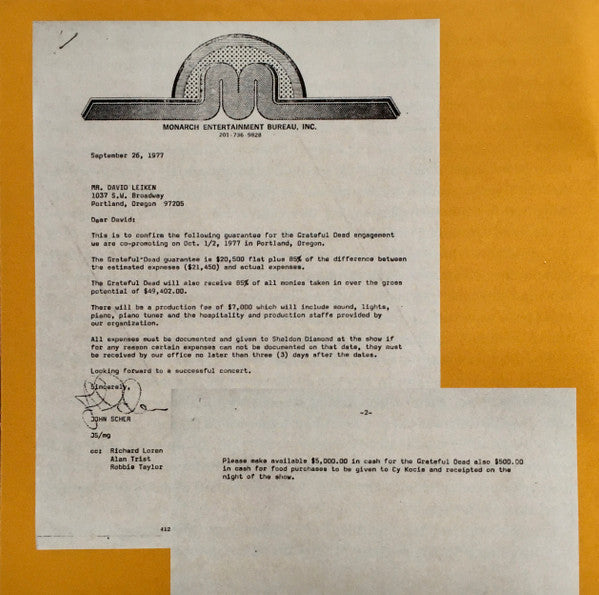 MONARCH ENTERTAINMENT BUREAU, INC.
201-736 9820
September 26, 1977
MR. DAVID LEIKEN
1037 S.W. Broadway
Portland, Oregon 97205
Dear David:
This is to confirm the following guarantee for the Grateful Dead engagement
we are co-promoting on Oct. 1/2, 1977 in Portland, Oregon.
The Grateful Dead guarantee is $20,500 flat plus 85% of the difference between
the estimated expneses ($21,450) and actual expenses.
The Grateful Dead will also receive 85% of all monies taken in over the gross
potential of $49,402.00.
There will be a production fee of $7,000 which will include sound, lights,
piano, piano tuner and the hospitality and production staffs provided by
our organization.
All expenses must be documented and given to Sheldon Diamond at the show if
for any reason certain expenses can not be documented on that date, they must
be received by our office no later than three (3) days after the dates.
Looking forward to a successful concert.
Sincerely,
JOHN SCHER
JS/mg
cc: Richard Loren
Alan Trist
Robbie Taylor
412
-2-
Please make available $5,000.00 in cash for the Grateful Dead also $500.00
in cash for food purchases to be given to Cy Kocis and receipted on the
night of the show.